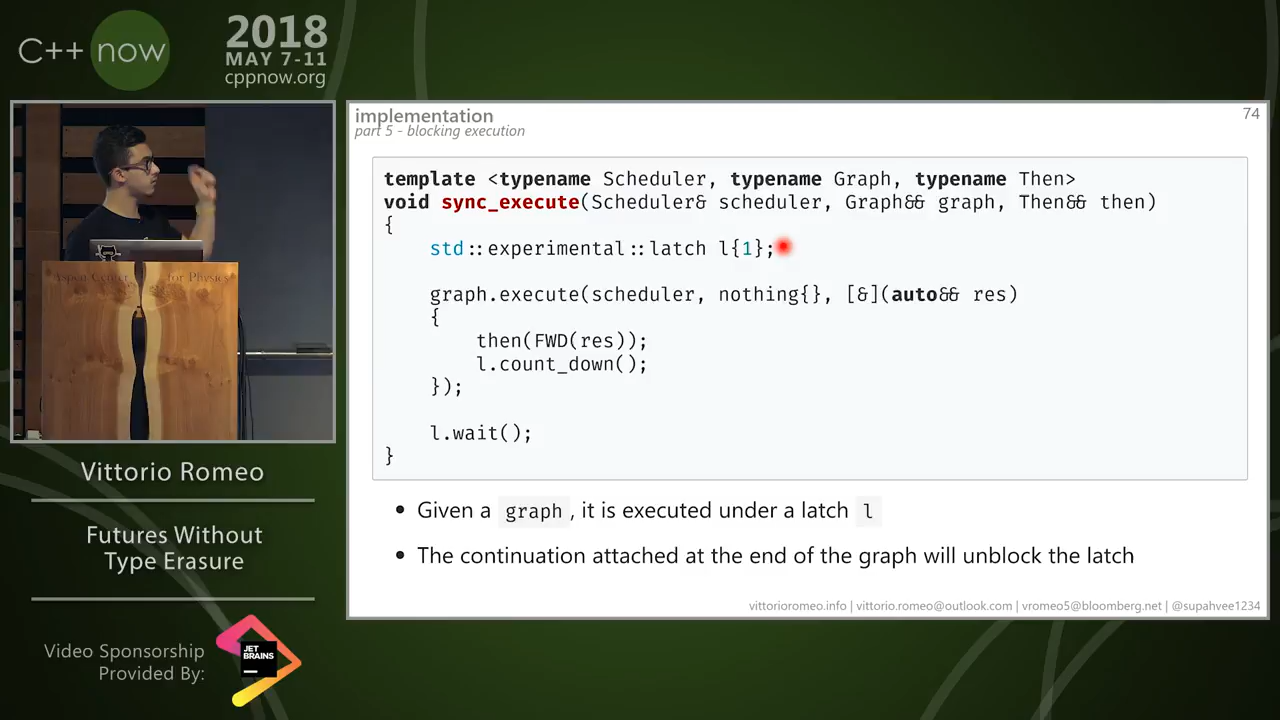 C++ now
2018
MAY 7-11
cppnow.org
Aspen Center for Physics
Vittorio Romeo
Futures Without
Type Erasure
Video Sponsorship
Provided By:
JET
BRAINS
implementation
74
part 5 - blocking execution
template <typename Scheduler, typename Graph, typename Then>
void sync_execute(Scheduler& scheduler, Graph&& graph, Then&& then)
{
std::experimental::latch l{1};
graph.execute(scheduler, nothing{}, [&](auto&& res)
{
then(FWD(res));
l.count_down();
});
l.wait();
}
• Given a graph, it is executed under a latch l
• The continuation attached at the end of the graph will unblock the latch
vittorioromeo.info | vittorio.romeo@outlook.com | vromeo5@bloomberg.net | @supahvee1234